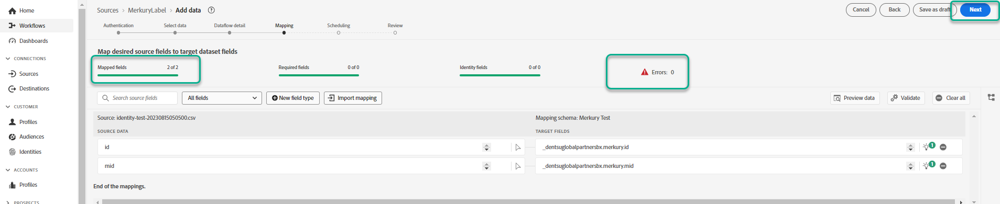 Home
Workflows
Dashboards
CONNECTIONS
Sources
Destinations
CUSTOMER
Profiles
Audiences
Identities
ACCOUNTS
Profiles
PROSPECTS
Sources > MerkuryLabel > Add data ?
Cancel Back Save as draft Next
Authentication Select data Dataflow detail Mapping Scheduling Review
Map desired source fields to target dataset fields
Mapped fields 2 of 2 Required fields 0 of 0 Identity fields 0 of 0 Errors: 0
Search source fields All fields New field type Import mapping Preview data Validate Clear all
Source: identity-test-20230815050500.csv Mapping schema: Merkury Test
SOURCE DATA TARGET FIELDS
id _dentsuglobalpartnersbx.merkury.id 1
mid _dentsuglobalpartnersbx.merkury.mid 1
End of the mappings.